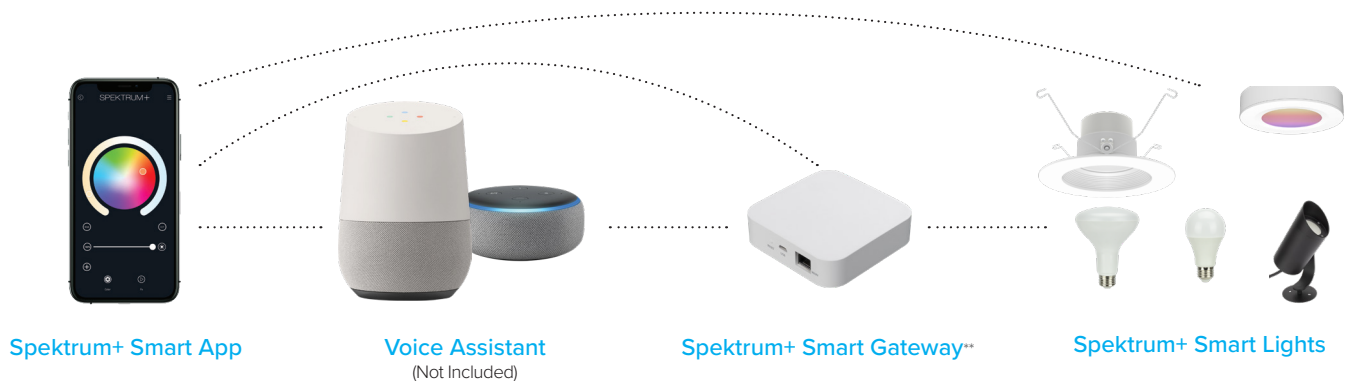 SPEKTRUM+
Spektrum+ Smart App
Voice Assistant
(Not Included)
Spektrum+ Smart Gateway**
Spektrum+ Smart Lights